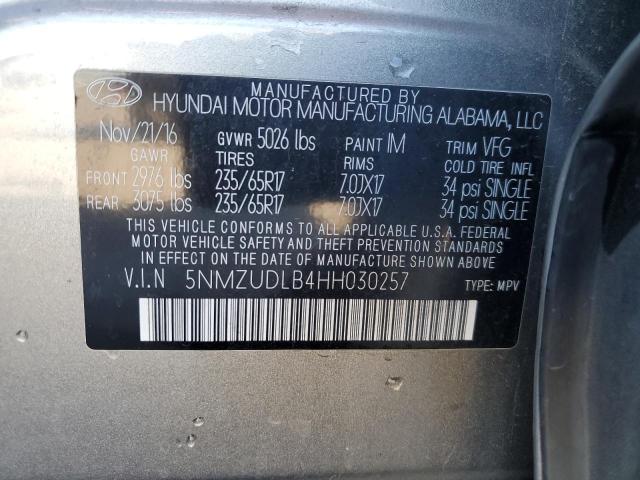 MANUFACTURED BY
HYUNDAI MOTOR MANUFACTURING ALABAMA, LLC
Nov/21/16 GVWR 5026 lbs PAINT IM TRIM VFG
GAWR TIRES RIMS COLD TIRE INFL
FRONT 2976 lbs 235/65R17 7.0JX17 34 psi SINGLE
REAR 3075 lbs 235/65R17 7.0JX17 34 psi SINGLE
THIS VEHICLE CONFORMS TO ALL APPLICABLE U.S.A. FEDERAL
MOTOR VEHICLE SAFETY AND BUMPER STANDARDS
IN EFFECT ON THE DATE OF MANUFACTURE SHOWN ABOVE.
V.I.N 5NMZUDLB4HH030257 TYPE: MPV